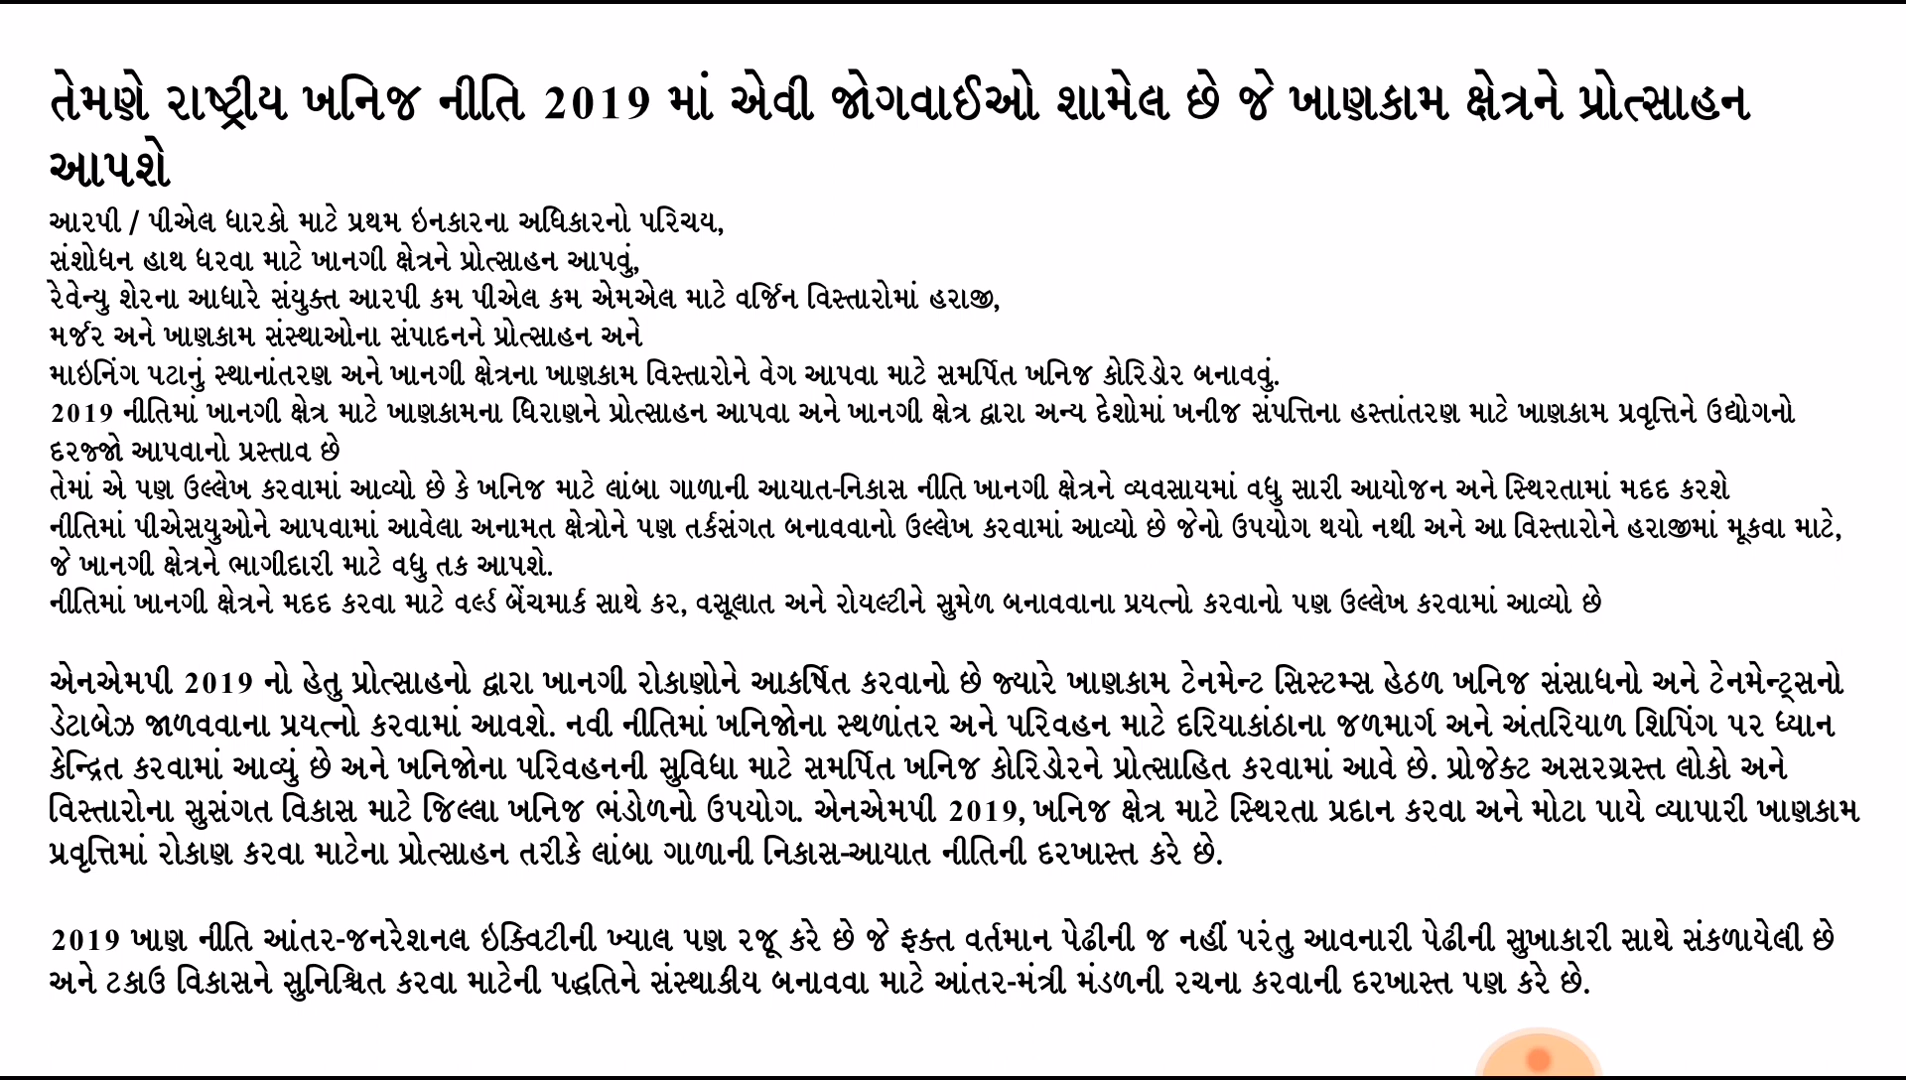 તેમણે રાષ્ટ્રીય ખનિજ નીતિ 2019 માં એવી જોગવાઈઓ શામેલ છે જે ખાણકામ ક્ષેત્રને પ્રોત્સાહન
આપશે
આરપી / પીએલ ધારકો માટે પ્રથમ ઇનકારના અધિકારનો પરિચય,
સંશોધન હાથ ધરવા માટે ખાનગી ક્ષેત્રને પ્રોત્સાહન આપવું,
રેવેન્યુ શેરના આધારે સંયુક્ત આરપી કમ પીએલ કમ એમએલ માટે વર્જિન વિસ્તારોમાં હરાજી,
મર્જર અને ખાણકામ સંસ્થાઓના સંપાદનને પ્રોત્સાહન અને
માઇનિંગ પટાનું સ્થાનાંતરણ અને ખાનગી ક્ષેત્રના ખાણકામ વિસ્તારોને વેગ આપવા માટે સમર્પિત ખનિજ કોરિડોર બનાવવું.
2019 નીતિમાં ખાનગી ક્ષેત્ર માટે ખાણકામના ધિરાણને પ્રોત્સાહન આપવા અને ખાનગી ક્ષેત્ર દ્વારા અન્ય દેશોમાં ખનીજ સંપત્તિના હસ્તાંતરણ માટે ખાણકામ પ્રવૃત્તિને ઉદ્યોગનો
દરજ્જો આપવાનો પ્રસ્તાવ છે
તેમાં એ પણ ઉલ્લેખ કરવામાં આવ્યો છે કે ખનિજ માટે લાંબા ગાળાની આયાત-નિકાસ નીતિ ખાનગી ક્ષેત્રને વ્યવસાયમાં વધુ સારી આયોજન અને સ્થિરતામાં મદદ કરશે
નીતિમાં પીએસયુઓને આપવામાં આવેલા અનામત ક્ષેત્રોને પણ તર્કસંગત બનાવવાનો ઉલ્લેખ કરવામાં આવ્યો છે જેનો ઉપયોગ થયો નથી અને આ વિસ્તારોને હરાજીમાં મૂકવા માટે,
જે ખાનગી ક્ષેત્રને ભાગીદારી માટે વધુ તક આપશે.
નીતિમાં ખાનગી ક્ષેત્રને મદદ કરવા માટે વર્લ્ડ બેંચમાર્ક સાથે કર, વસૂલાત અને રોયલ્ટીને સુમેળ બનાવવાના પ્રયત્નો કરવાનો પણ ઉલ્લેખ કરવામાં આવ્યો છે
એનએમપી 2019 નો હેતુ પ્રોત્સાહનો દ્વારા ખાનગી રોકાણોને આકર્ષિત કરવાનો છે જ્યારે ખાણકામ ટેનમેન્ટ સિસ્ટમ્સ હેઠળ ખનિજ સંસાધનો અને ટેનમેન્ટ્સનો
ડેટાબેઝ જાળવવાના પ્રયત્નો કરવામાં આવશે. નવી નીતિમાં ખનિજોના સ્થળાંતર અને પરિવહન માટે દરિયાકાંઠાના જળમાર્ગ અને અંતરિયાળ શિપિંગ પર ધ્યાન
કેન્દ્રિત કરવામાં આવ્યું છે અને ખનિજોના પરિવહનની સુવિધા માટે સમર્પિત ખનિજ કોરિડોરને પ્રોત્સાહિત કરવામાં આવે છે. પ્રોજેક્ટ અસરગ્રસ્ત લોકો અને
વિસ્તારોના સુસંગત વિકાસ માટે જિલ્લા ખનિજ ભંડોળનો ઉપયોગ. એનએમપી 2019, ખનિજ ક્ષેત્ર માટે સ્થિરતા પ્રદાન કરવા અને મોટા પાયે વ્યાપારી ખાણકામ
પ્રવૃત્તિમાં રોકાણ કરવા માટેના પ્રોત્સાહન તરીકે લાંબા ગાળાની નિકાસ-આયાત નીતિની દરખાસ્ત કરે છે.
2019 ખાણ નીતિ આંતર-જનરેશનલ ઇક્વિટીની ખ્યાલ પણ રજૂ કરે છે જે ફક્ત વર્તમાન પેઢીની જ નહીં પરંતુ આવનારી પેઢીની સુખાકારી સાથે સંકળાયેલી છે
અને ટકાઉ વિકાસને સુનિશ્ચિત કરવા માટેની પદ્ધતિને સંસ્થાકીય બનાવવા માટે આંતર-મંત્રી મંડળની રચના કરવાની દરખાસ્ત પણ કરે છે.